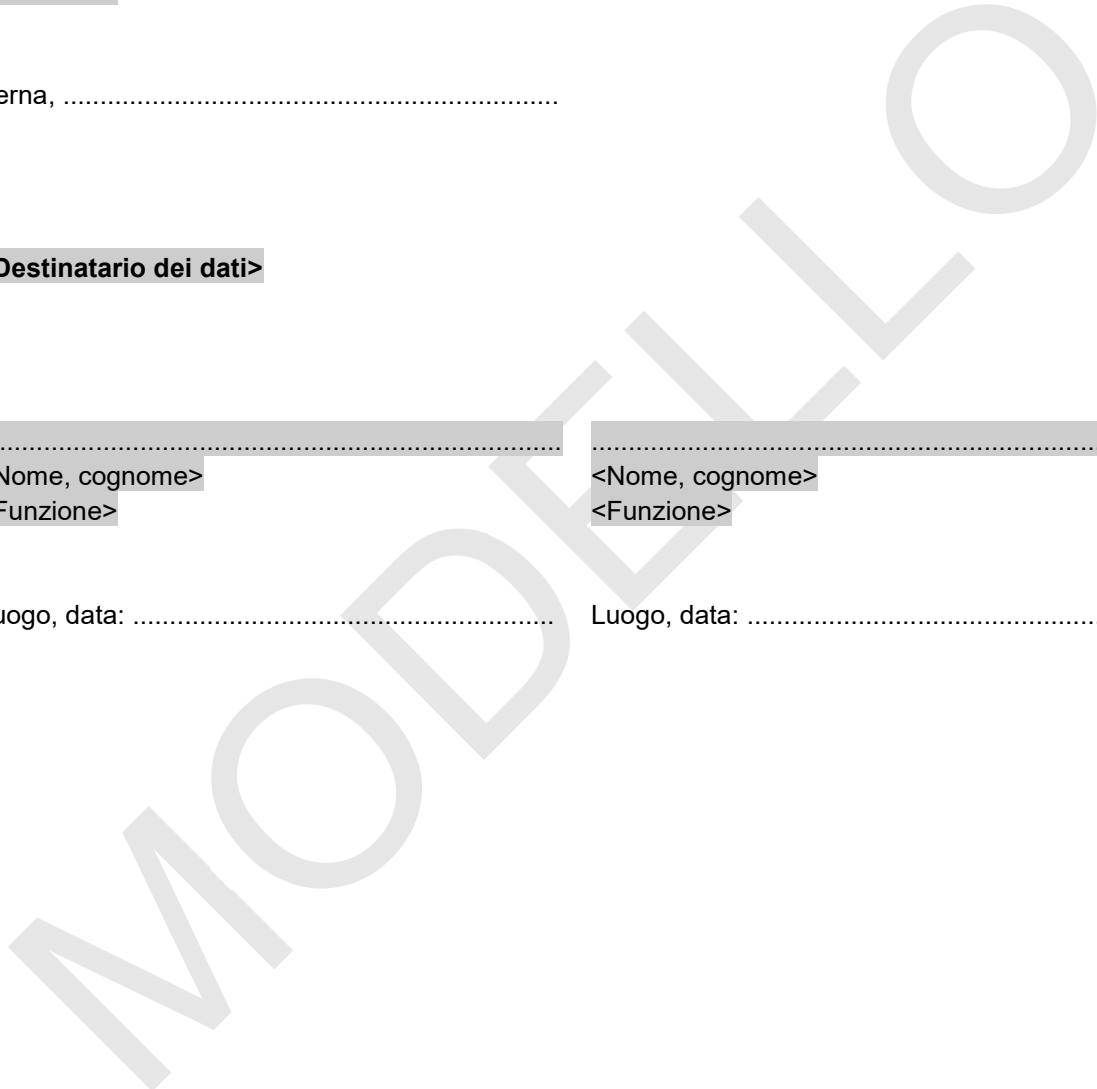 erna, ..................................................................
Destinatario dei dati>
.............................................................................. ....................................................................
Nome, cognome> <Nome, cognome>
Funzione> <Funzione>
uogo, data: ........................................................ Luogo, data: ...............................................
MODELLO